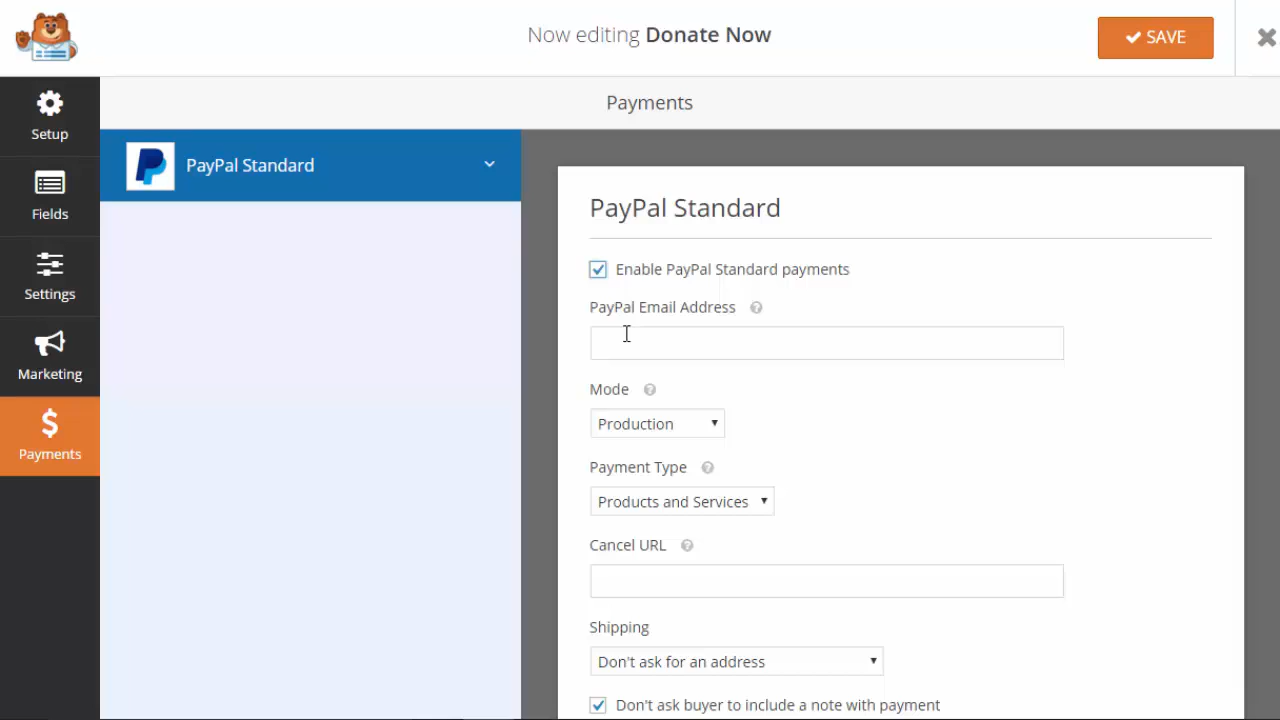 Now editing Donate Now
SAVE
Setup
Fields
Settings
Marketing
Payments
Payments
PayPal Standard
PayPal Standard
Enable PayPal Standard payments
PayPal Email Address
Mode
Production
Payment Type
Products and Services
Cancel URL
Shipping
Don't ask for an address
Don't ask buyer to include a note with payment